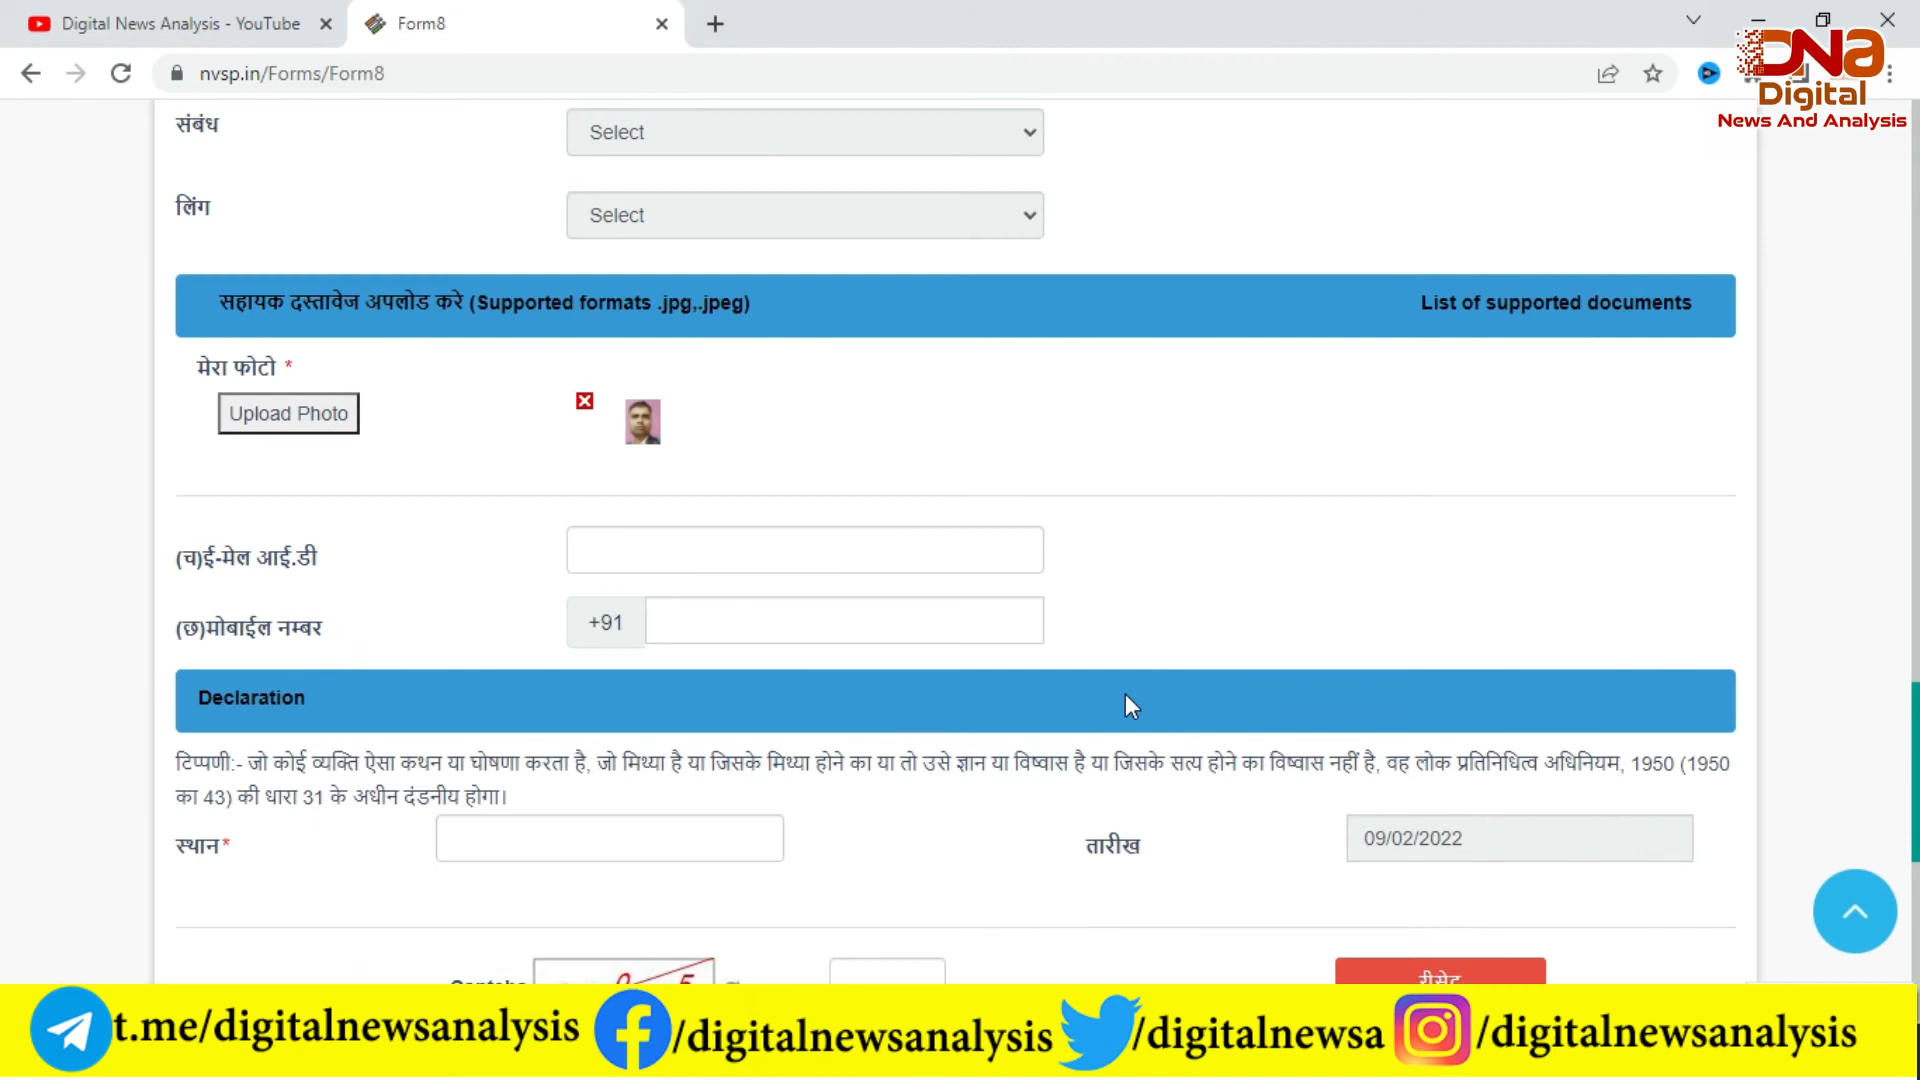 Digital News Analysis - YouTube
Form8
nvsp.in/Forms/Form8
DNA
Digital
News And Analysis
संबंध
Select
लिंग
Select
सहायक दस्तावेज अपलोड करे (Supported formats .jpg,.jpeg)
List of supported documents
मेरा फोटो *
Upload Photo
(च)ई-मेल आई.डी
(छ)मोबाईल नम्बर
+91
Declaration
टिप्पणी:- जो कोई व्यक्ति ऐसा कथन या घोषणा करता है, जो मिथ्या है या जिसके मिथ्या होने का या तो उसे ज्ञान या विष्वास है या जिसके सत्य होने का विष्वास नहीं है, वह लोक प्रतिनिधित्व अधिनियम, 1950 (1950
का 43) की धारा 31 के अधीन दंडनीय होगा।
स्थान*
तारीख
09/02/2022
रीसेट
t.me/digitalnewsanalysis
/digitalnewsanalysis
/digitalnewsa
/digitalnewsanalysis